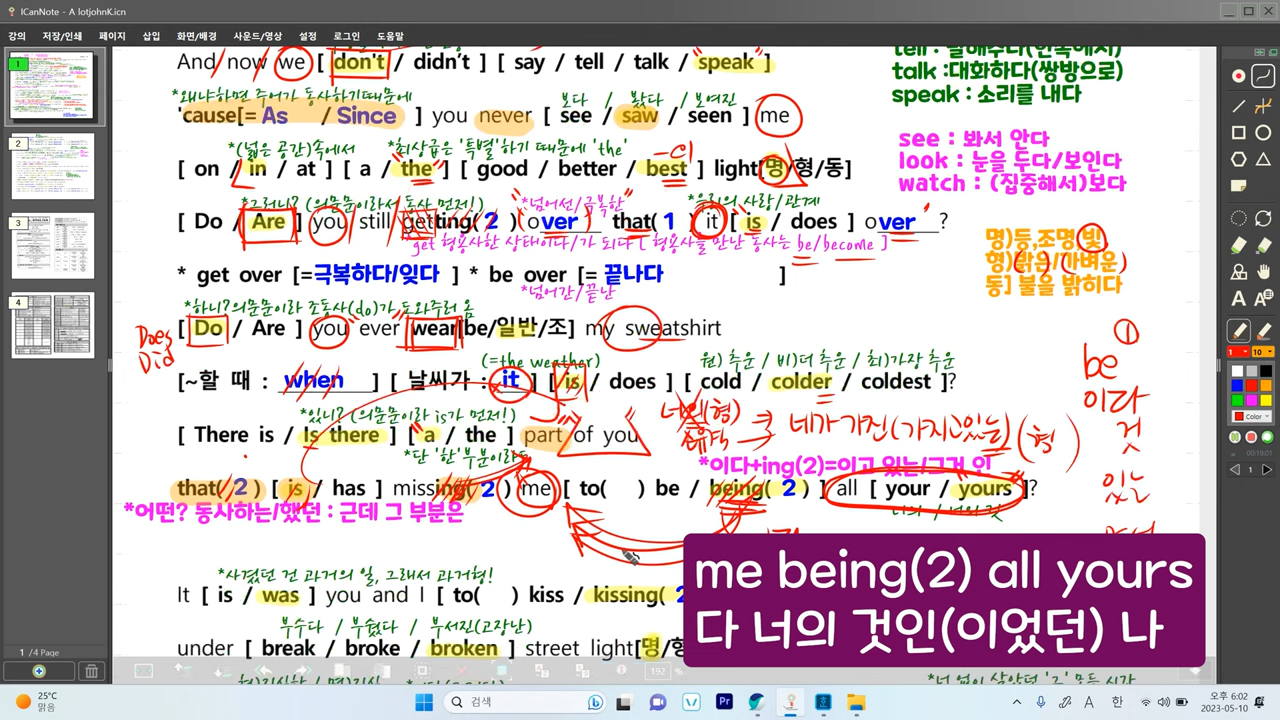 ICanNote - A lotjohnK.icn
강의 저장/인쇄 페이지 삽입 화면/배경 사운드/영상 설정 로그인 도움말
And now we [ don't / didn't ] [ say / tell / talk / "speak" ]
talk :대화하다(쌍방으로)
speak : 소리를 내다
*왜냐하면 주어가 동사하기때문에
보다 / 봤다 / 보여진
'cause[= As / Since ] you never [ see / saw / seen ] me
see : 봐서 안다
look : 눈을 두다/보인다
watch : (집중해서)보다
*(넓은 공간)속에서 *최상급은 '특별'하기 때문에 'the'
[ on / in / at ] [ a / the ] [ good / better / best ] light[名/형/동]
*그러니? (의문문이라서 동사 먼저!) "넘어선/극복한"
[ Do / Are ] you still getting( 2 ) over that( 1 ) it [ is / does ] over ?
get 형용사한 상태이다/가 되다 [ 형용사를 만난 동사는 be/become ]
명)등,조명,빛
형)밝은/가벼운
동] 불을 밝히다
* get over [=극복하다/잊다 ] * be over [= 끝나다 ]
*넘어간/끝난
*하니?의문문이라 조동사(do)가 도와주러 옴
Does
Did
[ Do / Are ] you ever wear[be/일반/조] my sweatshirt
(=the weather) 원) 추운 / 비)더 추운 / 최)가장 추운
[~할 때 : when ] [ 날씨가 : it ] [ is / does ] [ cold / colder / coldest ]?
①
be
이다
것
있는
*있니? (의문문이라 is가 먼저!)
[ There is / Is there ] [ "a / the ] part of you
네가 가진(가지고있는)(형)
*단 '한'부분이라도
*이다+ing(2)=이고 있는/그거 인
that( 2 ) [ is / has ] missing( 2 ) me [ to( ) be / being( 2 ) ] all [ your / yours ]?
*어떤? 동사하는/했던 : 근데 그 부분은
me being(2) all yours
다 너의 것인(이었던) 나
*사겼던 건 과거의 일, 그래서 과거형!
It [ is / was ] you and I [ to( ) kiss / kissing( 2
부수다 / 부쉈다 / 부서진(고장난)
under [ break / broke / broken ] street light[명/형
1 /4 Page
192
25°C
맑음
검색
오후 6:02
2023-05-10